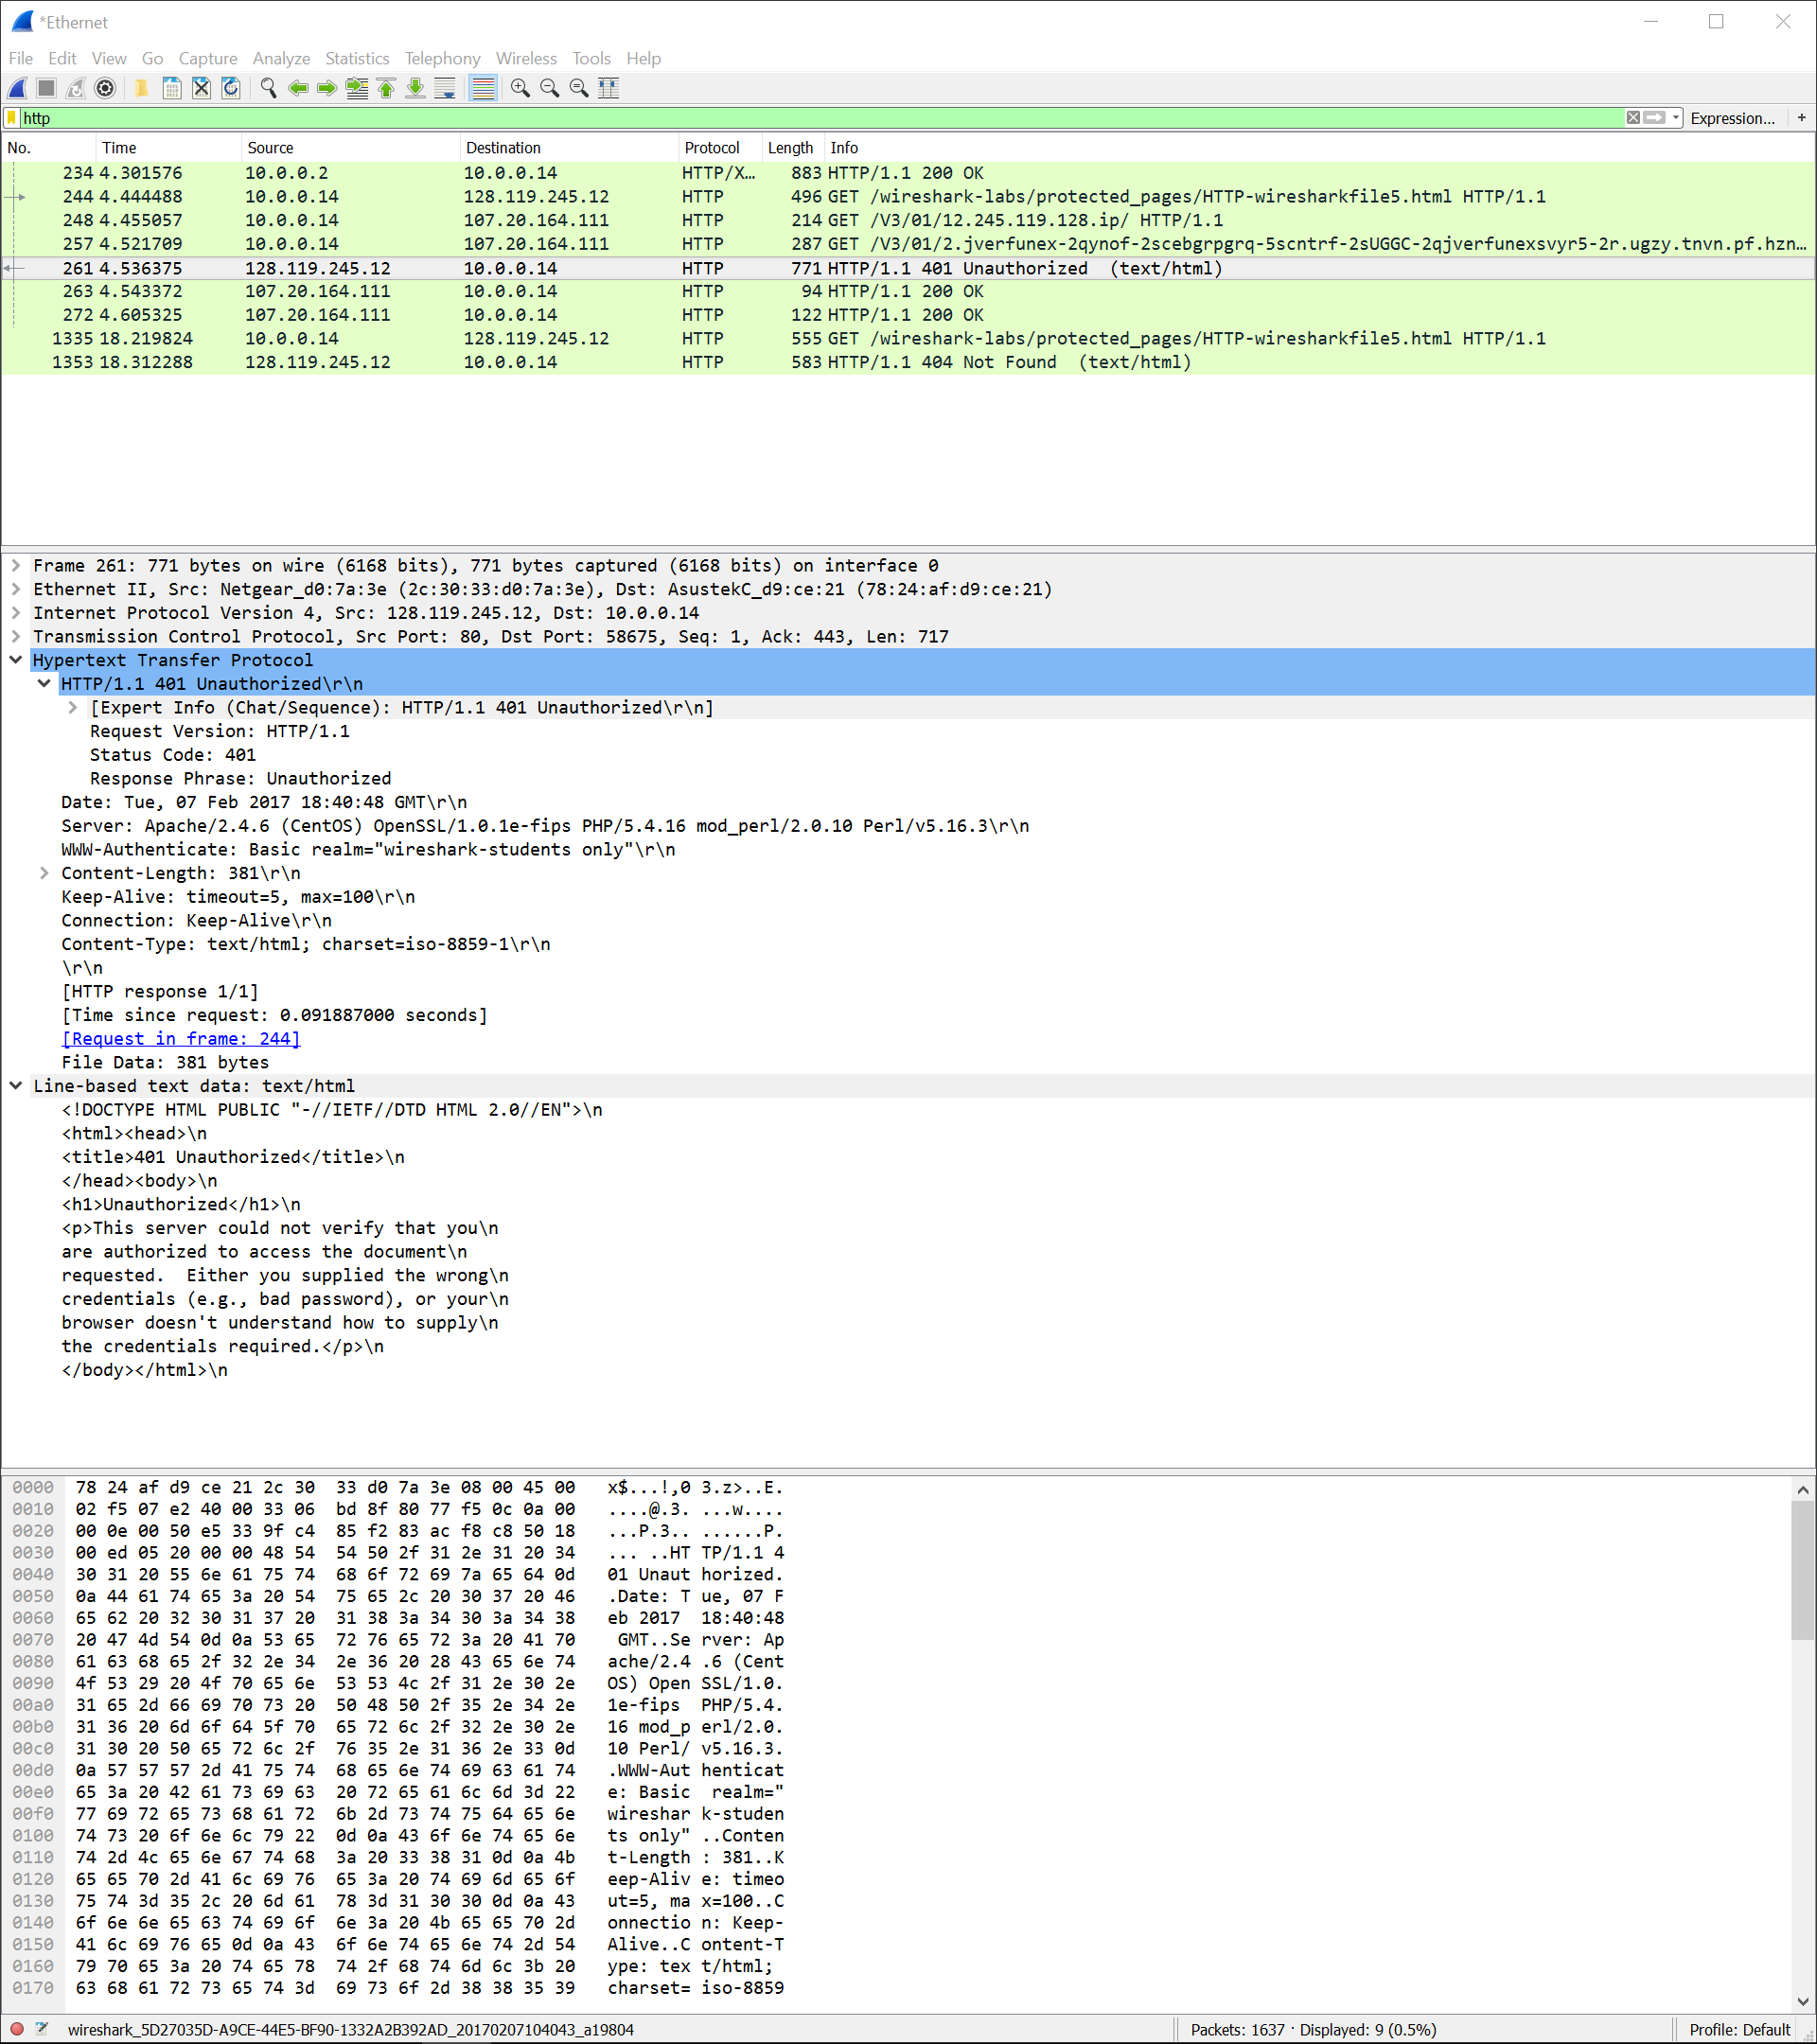 *Ethernet
File Edit View Go Capture Analyze Statistics Telephony Wireless Tools Help
http Expression... +
No. Time Source Destination Protocol Length Info
234 4.301576 10.0.0.2 10.0.0.14 HTTP/X... 883 HTTP/1.1 200 OK
244 4.444488 10.0.0.14 128.119.245.12 HTTP 496 GET /wireshark-labs/protected_pages/HTTP-wiresharkfile5.html HTTP/1.1
248 4.455057 10.0.0.14 107.20.164.111 HTTP 214 GET /V3/01/12.245.119.128.ip/ HTTP/1.1
257 4.521709 10.0.0.14 107.20.164.111 HTTP 287 GET /V3/01/2.jverfunex-2qynof-2scebgrpgrq-5scntrf-2sUGGC-2qjverfunexsvyr5-2r.ugzy.tnvn.pf.hzn...
261 4.536375 128.119.245.12 10.0.0.14 HTTP 771 HTTP/1.1 401 Unauthorized  (text/html)
263 4.543372 107.20.164.111 10.0.0.14 HTTP 94 HTTP/1.1 200 OK
272 4.605325 107.20.164.111 10.0.0.14 HTTP 122 HTTP/1.1 200 OK
1335 18.219824 10.0.0.14 128.119.245.12 HTTP 555 GET /wireshark-labs/protected_pages/HTTP-wiresharkfile5.html HTTP/1.1
1353 18.312288 128.119.245.12 10.0.0.14 HTTP 583 HTTP/1.1 404 Not Found  (text/html)
Frame 261: 771 bytes on wire (6168 bits), 771 bytes captured (6168 bits) on interface 0
Ethernet II, Src: Netgear_d0:7a:3e (2c:30:33:d0:7a:3e), Dst: AsustekC_d9:ce:21 (78:24:af:d9:ce:21)
Internet Protocol Version 4, Src: 128.119.245.12, Dst: 10.0.0.14
Transmission Control Protocol, Src Port: 80, Dst Port: 58675, Seq: 1, Ack: 443, Len: 717
Hypertext Transfer Protocol
HTTP/1.1 401 Unauthorized\r\n
[Expert Info (Chat/Sequence): HTTP/1.1 401 Unauthorized\r\n]
Request Version: HTTP/1.1
Status Code: 401
Response Phrase: Unauthorized
Date: Tue, 07 Feb 2017 18:40:48 GMT\r\n
Server: Apache/2.4.6 (CentOS) OpenSSL/1.0.1e-fips PHP/5.4.16 mod_perl/2.0.10 Perl/v5.16.3\r\n
WWW-Authenticate: Basic realm="wireshark-students only"\r\n
Content-Length: 381\r\n
Keep-Alive: timeout=5, max=100\r\n
Connection: Keep-Alive\r\n
Content-Type: text/html; charset=iso-8859-1\r\n
\r\n
[HTTP response 1/1]
[Time since request: 0.091887000 seconds]
[Request in frame: 244]
File Data: 381 bytes
Line-based text data: text/html
<!DOCTYPE HTML PUBLIC "-//IETF//DTD HTML 2.0//EN">\n
<html><head>\n
<title>401 Unauthorized</title>\n
</head><body>\n
<h1>Unauthorized</h1>\n
<p>This server could not verify that you\n
are authorized to access the document\n
requested.  Either you supplied the wrong\n
credentials (e.g., bad password), or your\n
browser doesn't understand how to supply\n
the credentials required.</p>\n
</body></html>\n
0000 78 24 af d9 ce 21 2c 30 33 d0 7a 3e 08 00 45 00 x$...!,0 3.z>..E.
0010 02 f5 07 e2 40 00 33 06 bd 8f 80 77 f5 0c 0a 00 ....@.3. ...w....
0020 00 0e 00 50 e5 33 9f c4 85 f2 83 ac f8 c8 50 18 ...P.3.. ......P.
0030 00 ed 05 20 00 00 48 54 54 50 2f 31 2e 31 20 34 ... ..HT TP/1.1 4
0040 30 31 20 55 6e 61 75 74 68 6f 72 69 7a 65 64 0d 01 Unaut horized.
0050 0a 44 61 74 65 3a 20 54 75 65 2c 20 30 37 20 46 .Date: T ue, 07 F
0060 65 62 20 32 30 31 37 20 31 38 3a 34 30 3a 34 38 eb 2017 18:40:48
0070 20 47 4d 54 0d 0a 53 65 72 76 65 72 3a 20 41 70 GMT..Se rver: Ap
0080 61 63 68 65 2f 32 2e 34 2e 36 20 28 43 65 6e 74 ache/2.4 .6 (Cent
0090 4f 53 29 20 4f 70 65 6e 53 53 4c 2f 31 2e 30 2e OS) Open SSL/1.0.
00a0 31 65 2d 66 69 70 73 20 50 48 50 2f 35 2e 34 2e 1e-fips PHP/5.4.
00b0 31 36 20 6d 6f 64 5f 70 65 72 6c 2f 32 2e 30 2e 16 mod_p erl/2.0.
00c0 31 30 20 50 65 72 6c 2f 76 35 2e 31 36 2e 33 0d 10 Perl/ v5.16.3.
00d0 0a 57 57 57 2d 41 75 74 68 65 6e 74 69 63 61 74 .WWW-Aut henticat
00e0 65 3a 20 42 61 73 69 63 20 72 65 61 6c 6d 3d 22 e: Basic realm="
00f0 77 69 72 65 73 68 61 72 6b 2d 73 74 75 64 65 6e wireshar k-studen
0100 74 73 20 6f 6e 6c 79 22 0d 0a 43 6f 6e 74 65 6e ts only" ..Conten
0110 74 2d 4c 65 6e 67 74 68 3a 20 33 38 31 0d 0a 4b t-Length : 381..K
0120 65 65 70 2d 41 6c 69 76 65 3a 20 74 69 6d 65 6f eep-Aliv e: timeo
0130 75 74 3d 35 2c 20 6d 61 78 3d 31 30 30 0d 0a 43 ut=5, ma x=100..C
0140 6f 6e 6e 65 63 74 69 6f 6e 3a 20 4b 65 65 70 2d onnectio n: Keep-
0150 41 6c 69 76 65 0d 0a 43 6f 6e 74 65 6e 74 2d 54 Alive..C ontent-T
0160 79 70 65 3a 20 74 65 78 74 2f 68 74 6d 6c 3b 20 ype: tex t/html;
0170 63 68 61 72 73 65 74 3d 69 73 6f 2d 38 38 35 39 charset= iso-8859
wireshark_5D27035D-A9CE-44E5-BF90-1332A2B392AD_20170207104043_a19804 Packets: 1637 · Displayed: 9 (0.5%) Profile: Default